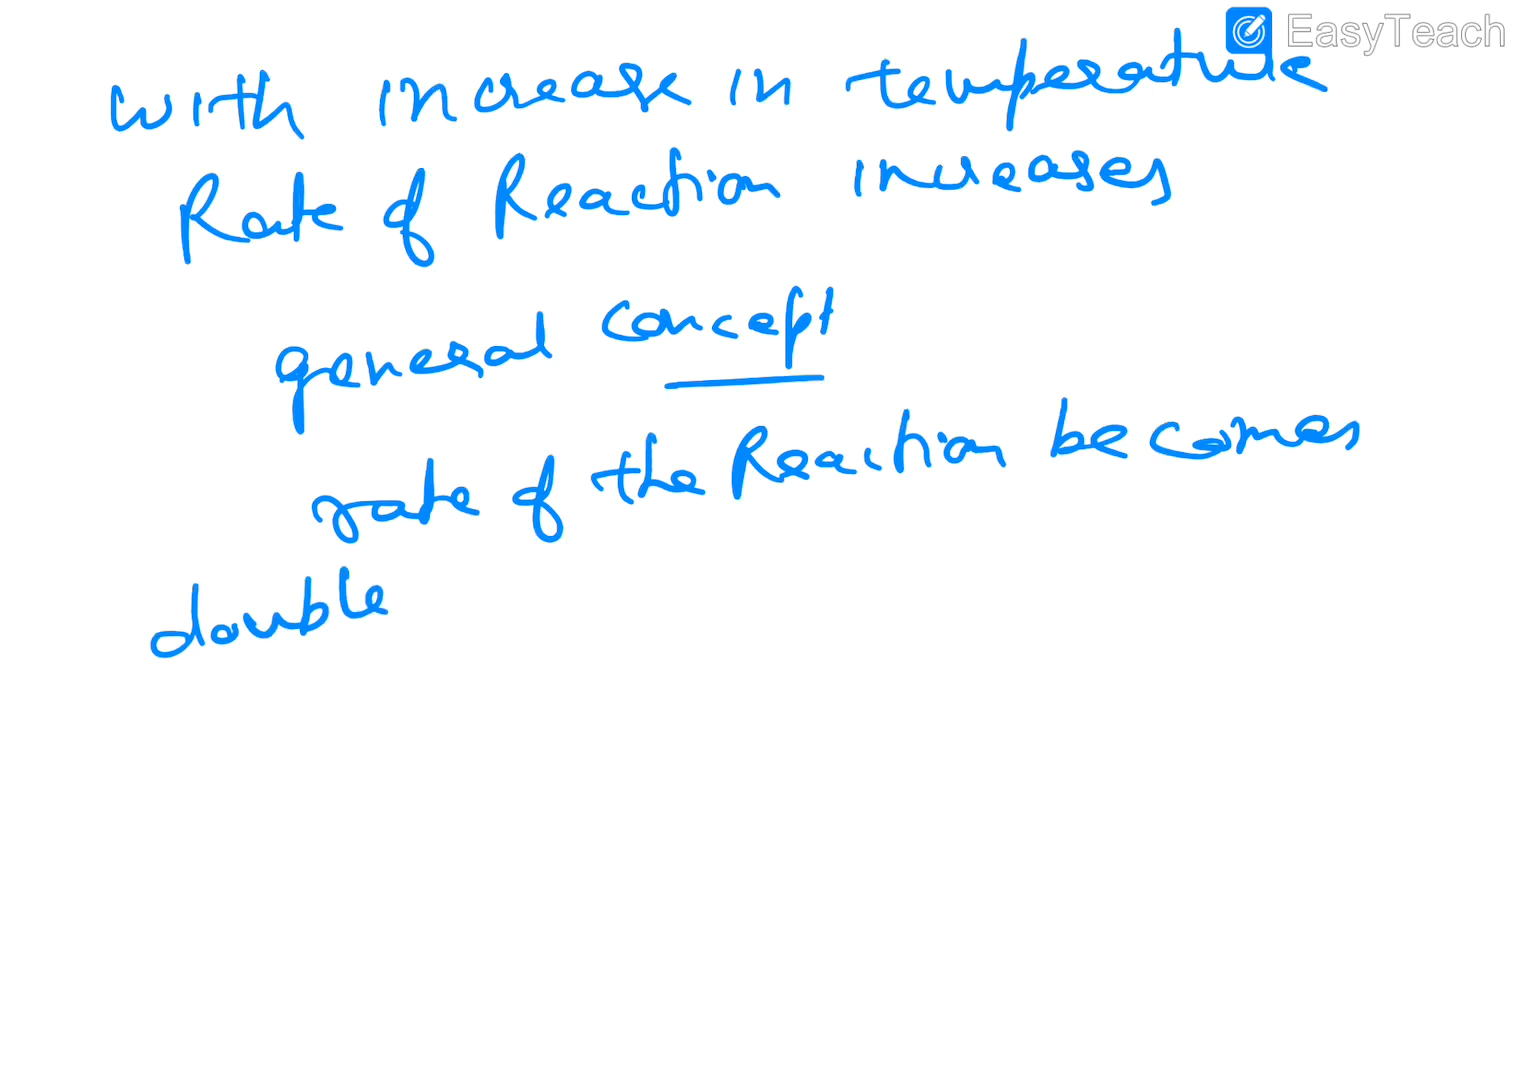 EasyTeach
with increase in temperature
Rate of Reaction increases
general concept
rate of the Reaction becomes
double